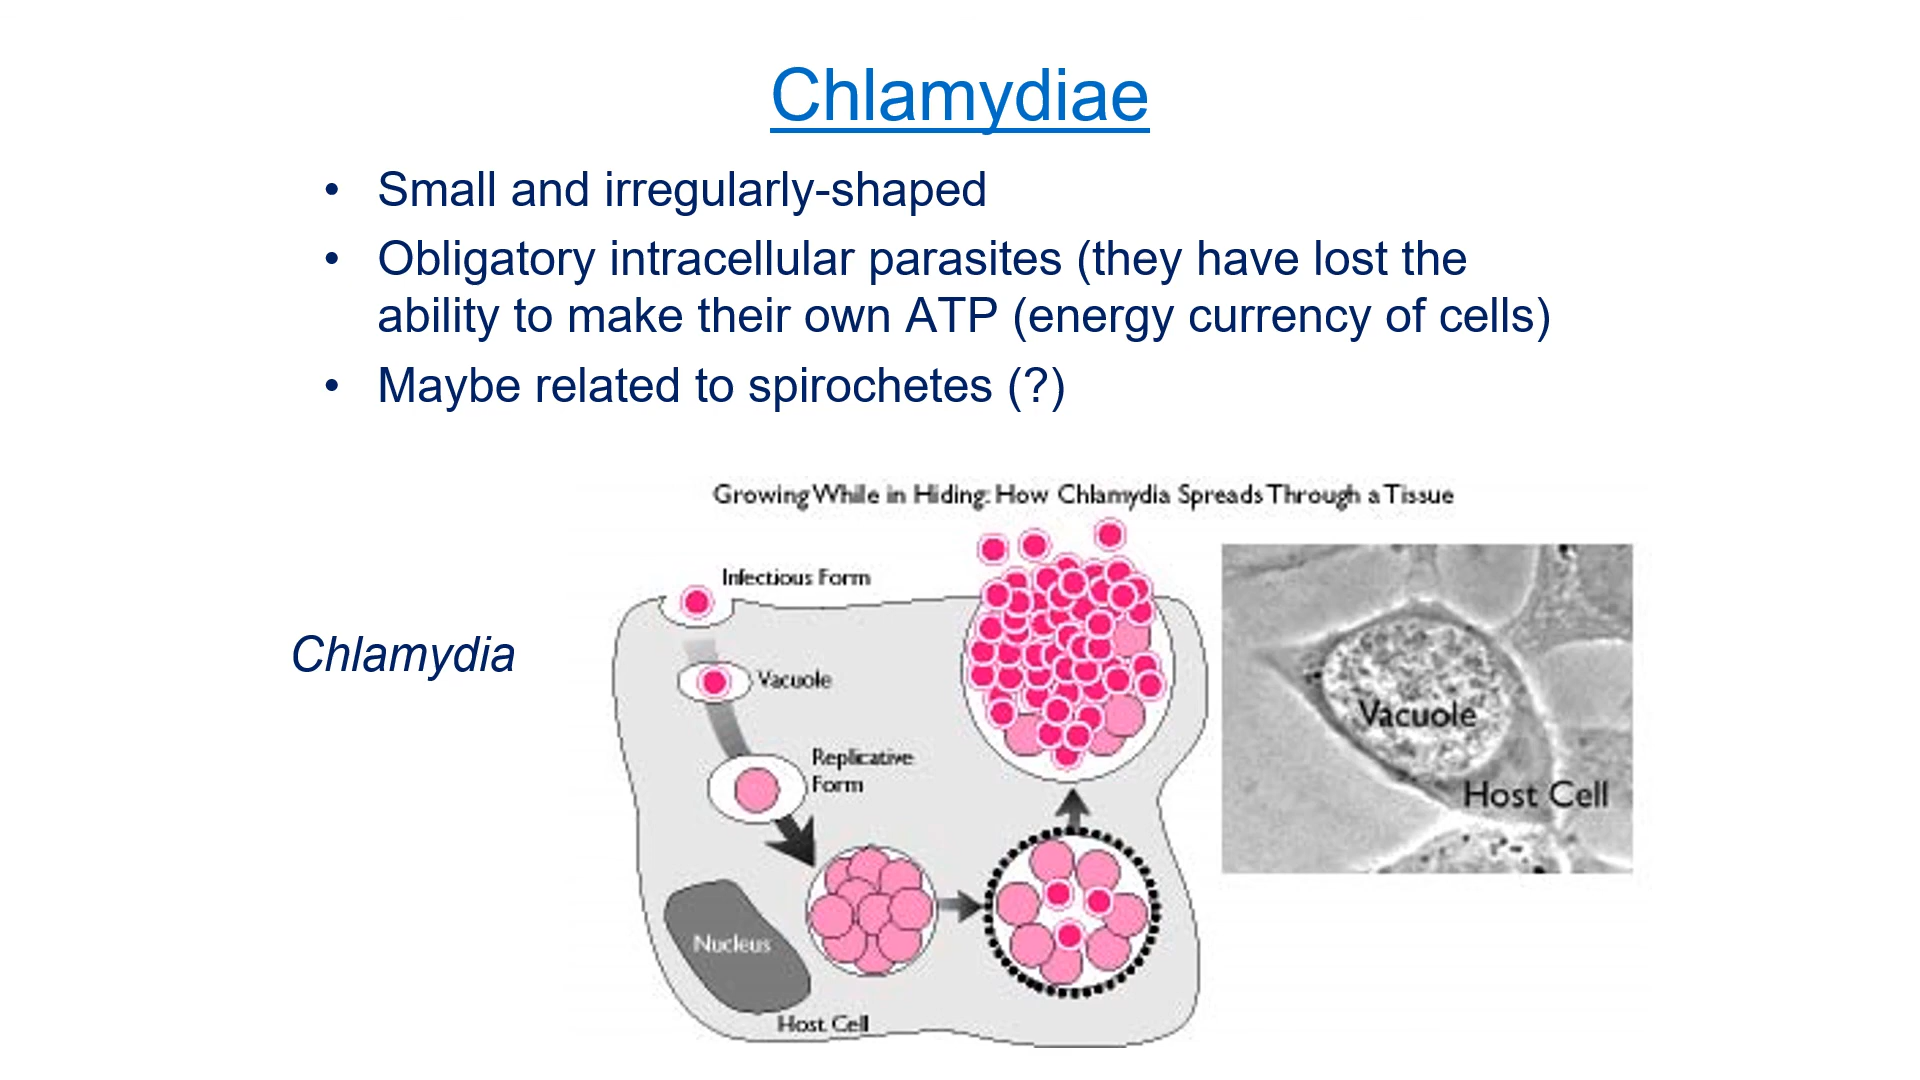 Chlamydiae
• Small and irregularly-shaped
• Obligatory intracellular parasites (they have lost the
ability to make their own ATP (energy currency of cells)
• Maybe related to spirochetes (?)
Growing While in Hiding: How Chlamydia Spreads Through a Tissue
Infectious Form
Chlamydia
Vacuole
Replicative
Form
Nucleus
Host Cell
Vacuole
Host Cell